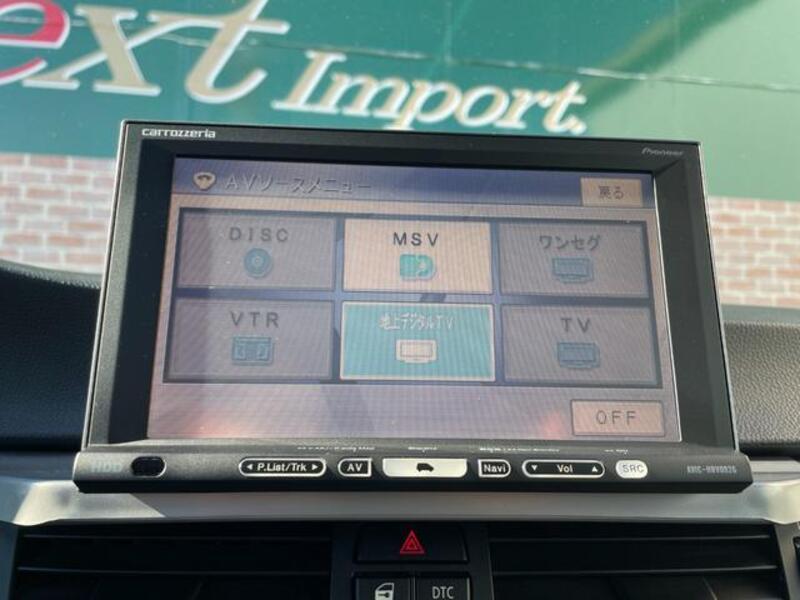 ext Import.
carrozzeria
Pioneer
AVソースメニュー
戻る
DISC
MSV
ワンセグ
VTR
地上デジタルTV
TV
OFF
HDD
P.List/Trk
AV
Navi
Vol
SRC
DTC